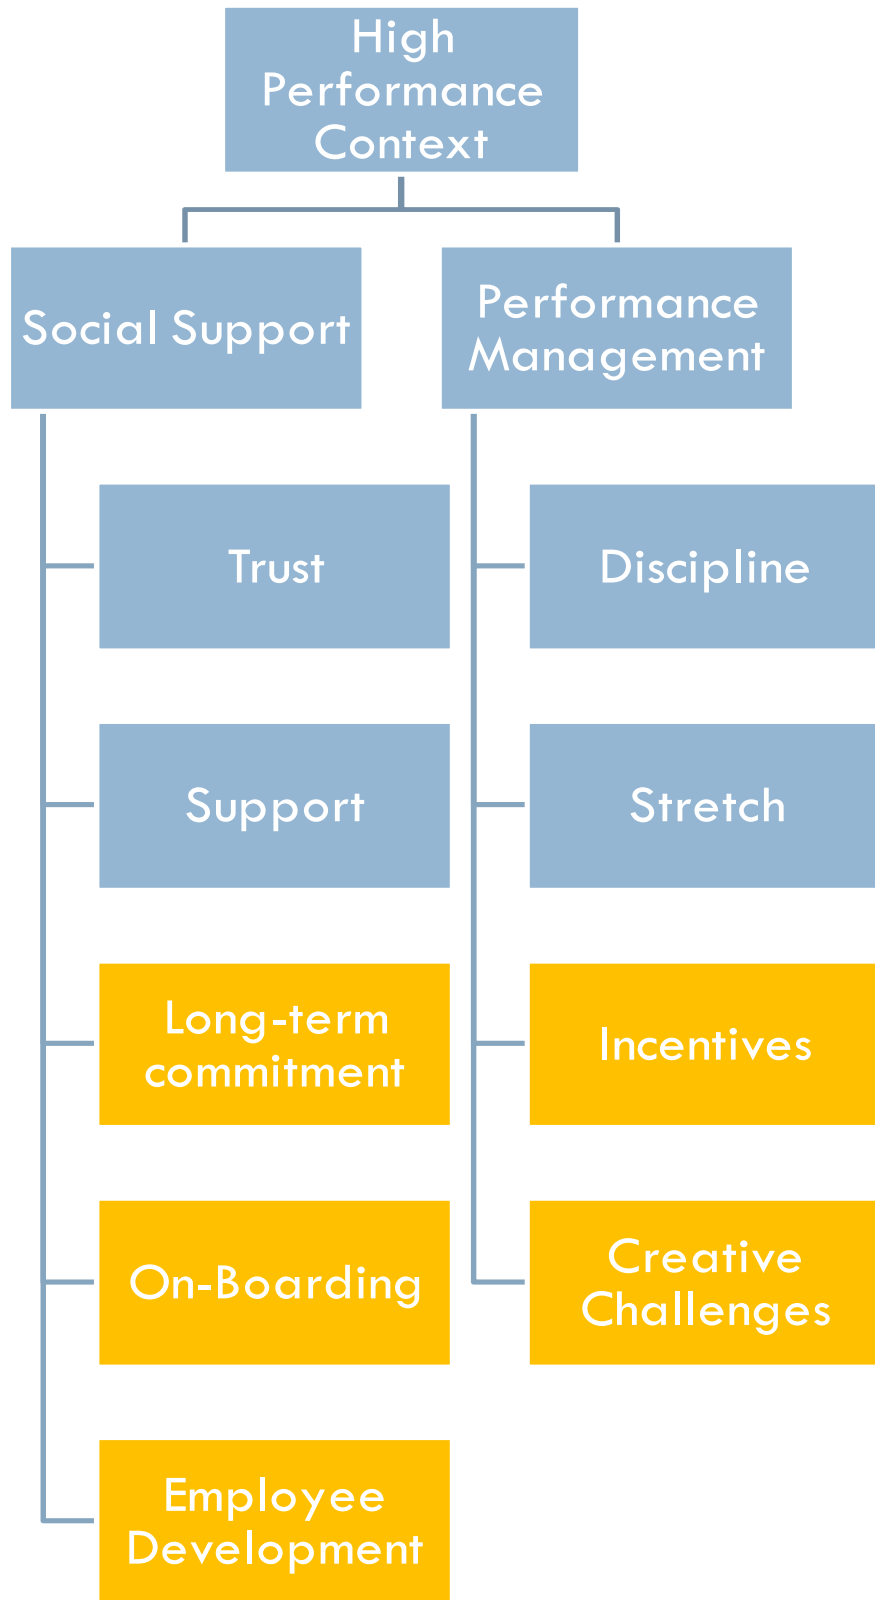 High
Performance
Context
Social Support
Performance
Management
Trust
Discipline
Support
Stretch
Long-term
commitment
Incentives
On-Boarding
Creative
Challenges
Employee
Development